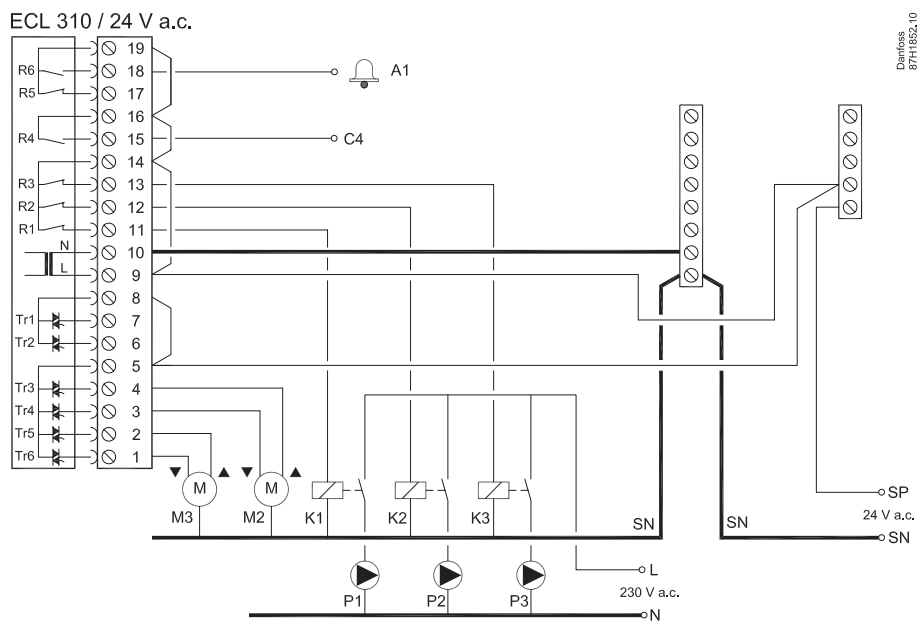 ECL 310 / 24 V a.c.
Danfoss
87H1852.10
19
R6 18 A1
R5 17
16
R4 15 C4
14
R3 13
R2 12
R1 11
N 10
L 9
8
Tr1 7
Tr2 6
5
Tr3 4
Tr4 3
Tr5 2
Tr6 1
M M
SP
M3 M2 K1 K2 K3 SN SN 24 V a.c.
SN
L
P1 P2 P3 230 V a.c.
N